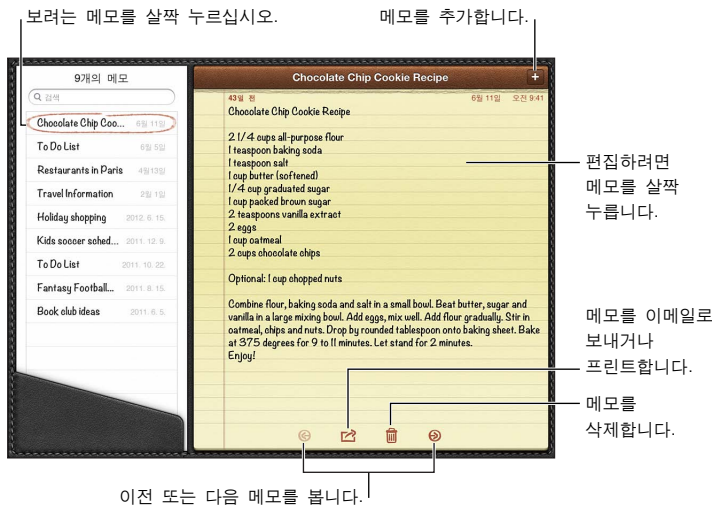 보려는 메모를 살짝 누르십시오.
메모를 추가합니다.
9개의 메모
검색
Chocolate Chip Coo... 6월 11일
To Do List 6월 5일
Restaurants in Paris 4월13일
Travel Information 2월 1일
Holiday shopping 2012. 6. 15.
Kids soccer sched... 2011. 12. 9.
To Do List 2011. 10. 22.
Fantasy Football... 2011. 8. 15.
Book club ideas 2011. 6. 5.
Chocolate Chip Cookie Recipe
+
43일 전 6월 11일 오전 9:41
Chocolate Chip Cookie Recipe
2 1/4 cups all-purpose flour
1 teaspoon baking soda
1 teaspoon salt
1 cup butter (softened)
1/4 cup graduated sugar
1 cup packed brown sugar
2 teaspoons vanilla extract
2 eggs
1 cup oatmeal
2 cups chocolate chips
Optional: 1 cup chopped nuts
Combine flour, baking soda and salt in a small bowl. Beat butter, sugar and
vanilla in a large mixing bowl. Add eggs, mix well. Add flour gradually. Stir in
oatmeal, chips and nuts. Drop by rounded tablespoon onto baking sheet. Bake
at 375 degrees for 9 to 11 minutes. Let stand for 2 minutes.
Enjoy!
편집하려면
메모를 살짝
누릅니다.
메모를 이메일로
보내거나
프린트합니다.
메모를
삭제합니다.
이전 또는 다음 메모를 봅니다.